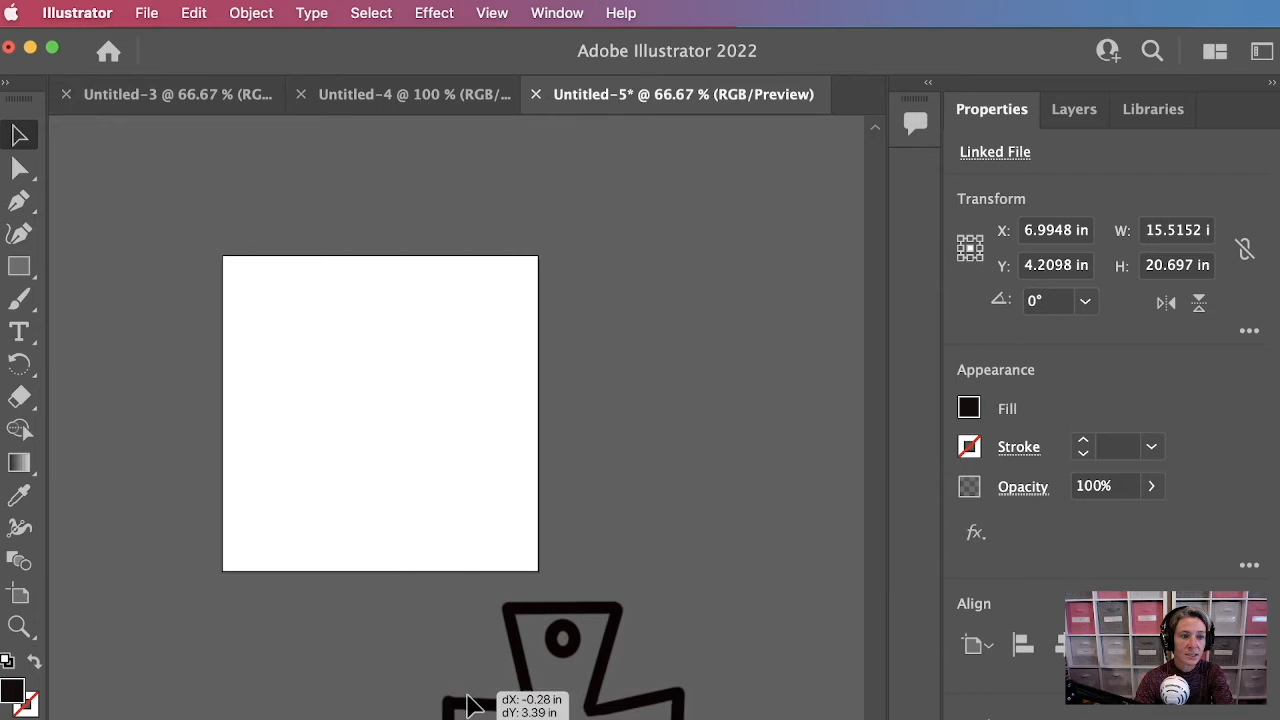 Illustrator File Edit Object Type Select Effect View Window Help
Adobe Illustrator 2022
Untitled-3 @ 66.67 % (RG... Untitled-4 @ 100 % (RGB/... Untitled-5* @ 66.67 % (RGB/Preview)
Properties Layers Libraries
Linked File
Transform
X: 6.9948 in W: 15.5152 i
Y: 4.2098 in H: 20.697 in
0°
Appearance
Fill
Stroke
Opacity 100%
fx.
Align
dX: -0.28 in
dY: 3.39 in